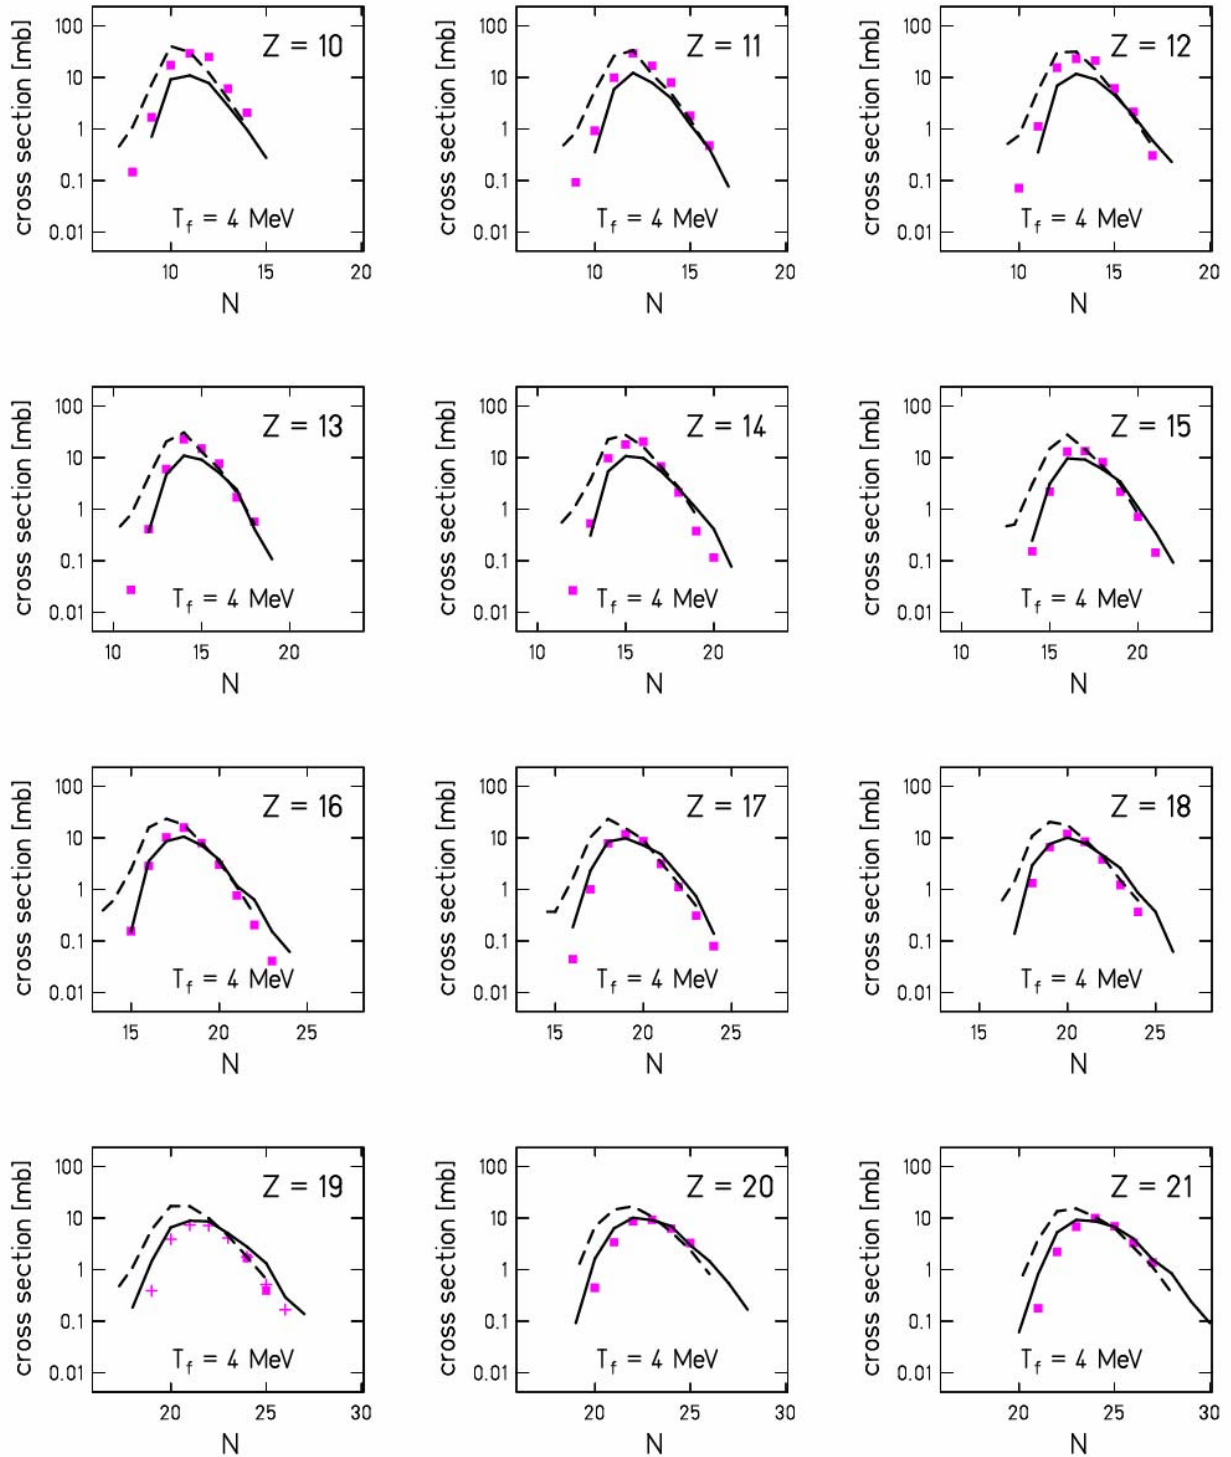 cross section [mb]
100
10
1
0.1
0.01
Z = 10
T_f = 4 MeV
10 15 20
N
cross section [mb]
100
10
1
0.1
0.01
Z = 11
T_f = 4 MeV
10 15 20
N
cross section [mb]
100
10
1
0.1
0.01
Z = 12
T_f = 4 MeV
10 15 20
N
cross section [mb]
100
10
1
0.1
0.01
Z = 13
T_f = 4 MeV
10 15 20
N
cross section [mb]
100
10
1
0.1
0.01
Z = 14
T_f = 4 MeV
10 15 20
N
cross section [mb]
100
10
1
0.1
0.01
Z = 15
T_f = 4 MeV
10 15 20
N
cross section [mb]
100
10
1
0.1
0.01
Z = 16
T_f = 4 MeV
15 20 25
N
cross section [mb]
100
10
1
0.1
0.01
Z = 17
T_f = 4 MeV
15 20 25
N
cross section [mb]
100
10
1
0.1
0.01
Z = 18
T_f = 4 MeV
15 20 25
N
cross section [mb]
100
10
1
0.1
0.01
Z = 19
T_f = 4 MeV
20 25 30
N
cross section [mb]
100
10
1
0.1
0.01
Z = 20
T_f = 4 MeV
20 25 30
N
cross section [mb]
100
10
1
0.1
0.01
Z = 21
T_f = 4 MeV
20 25 30
N